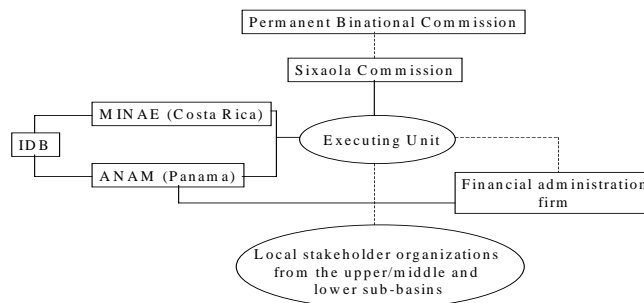 Permanent Binational Commission
Sixaola Commission
MINAE (Costa Rica)
IDB
Executing Unit
ANAM (Panama)
Financial administration
firm
Local stakeholder organizations
from the upper/middle and
lower sub-basins